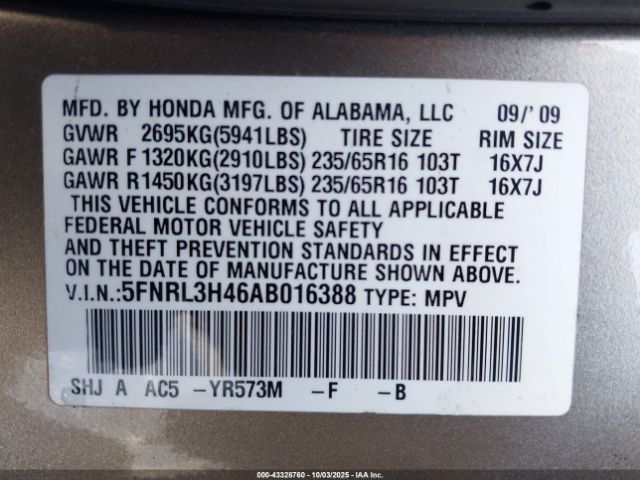 MFD. BY HONDA MFG. OF ALABAMA, LLC 09/'09
GVWR 2695KG(5941LBS) TIRE SIZE RIM SIZE
GAWR F 1320KG(2910LBS) 235/65R16 103T 16X7J
GAWR R1450KG(3197LBS) 235/65R16 103T 16X7J
THIS VEHICLE CONFORMS TO ALL APPLICABLE
FEDERAL MOTOR VEHICLE SAFETY
AND THEFT PREVENTION STANDARDS IN EFFECT
ON THE DATE OF MANUFACTURE SHOWN ABOVE.
V.I.N.:5FNRL3H46AB016388 TYPE: MPV
SHJ A AC5 -YR573M -F -B
000-43328760 10/03/2025 copart.com